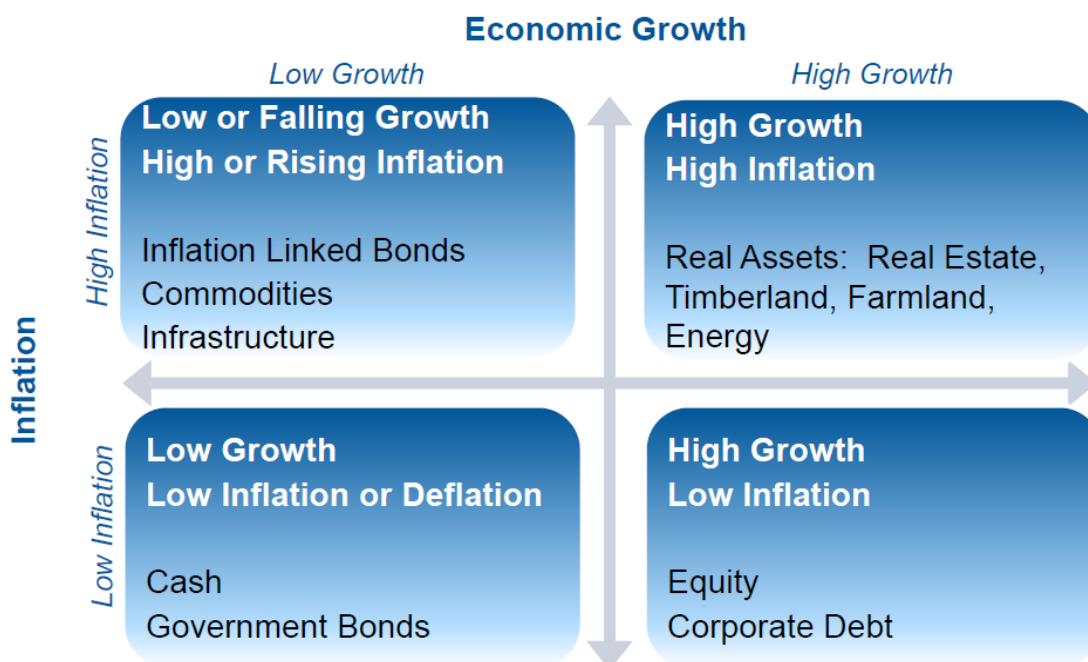 Economic Growth
Low Growth
High Growth
Inflation
High Inflation
Low or Falling Growth
High or Rising Inflation
Inflation Linked Bonds
Commodities
Infrastructure
High Growth
High Inflation
Real Assets:  Real Estate,
Timberland, Farmland,
Energy
Low Inflation
Low Growth
Low Inflation or Deflation
Cash
Government Bonds
High Growth
Low Inflation
Equity
Corporate Debt